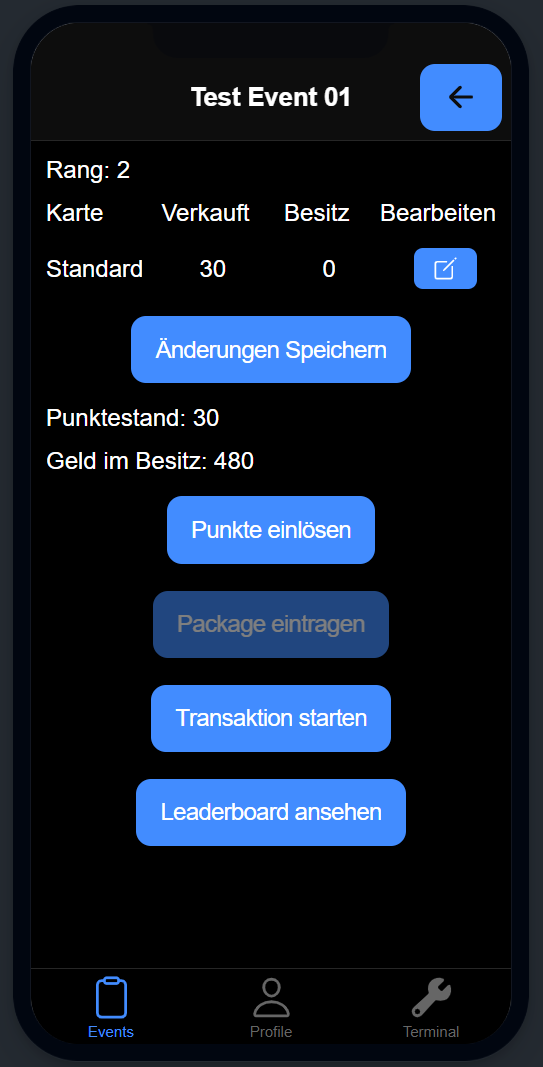 Test Event 01
Rang: 2
Karte Verkauft Besitz Bearbeiten
Standard 30 0
Änderungen Speichern
Punktestand: 30
Geld im Besitz: 480
Punkte einlösen
Package eintragen
Transaktion starten
Leaderboard ansehen
Events Profile Terminal